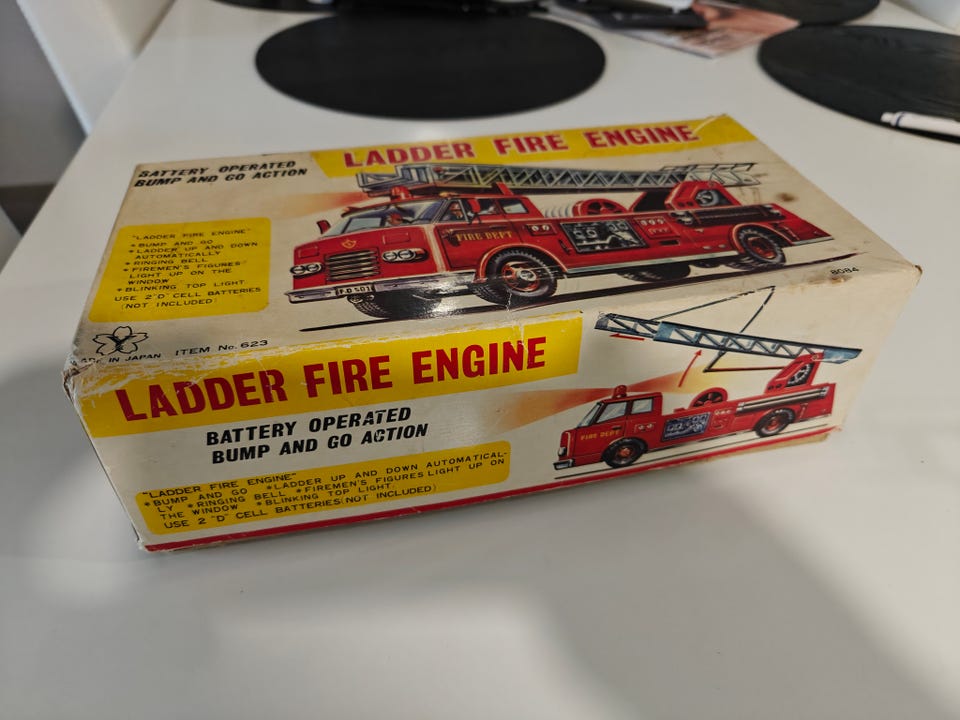 LADDER FIRE ENGINE
BATTERY OPERATED
BUMP AND GO ACTION
"LADDER FIRE ENGINE"
* BUMP AND GO
* LADDER UP AND DOWN
AUTOMATICALLY
* RINGING BELL
* FIREMEN'S FIGURES
LIGHT UP ON THE
WINDOW
* BLINKING TOP LIGHT
USE 2 "D" CELL BATTERIES
(NOT INCLUDED)
FIRE DEPT
8084
IN JAPAN ITEM No. 623
LADDER FIRE ENGINE
BATTERY OPERATED
BUMP AND GO ACTION
"LADDER FIRE ENGINE"
* BUMP AND GO * LADDER UP AND DOWN AUTOMATICAL-
LY * RINGING BELL * FIREMEN'S FIGURES LIGHT UP ON
THE WINDOW * BLINKING TOP LIGHT.
USE 2 "D" CELL BATTERIES (NOT INCLUDED)
FIRE DEPT